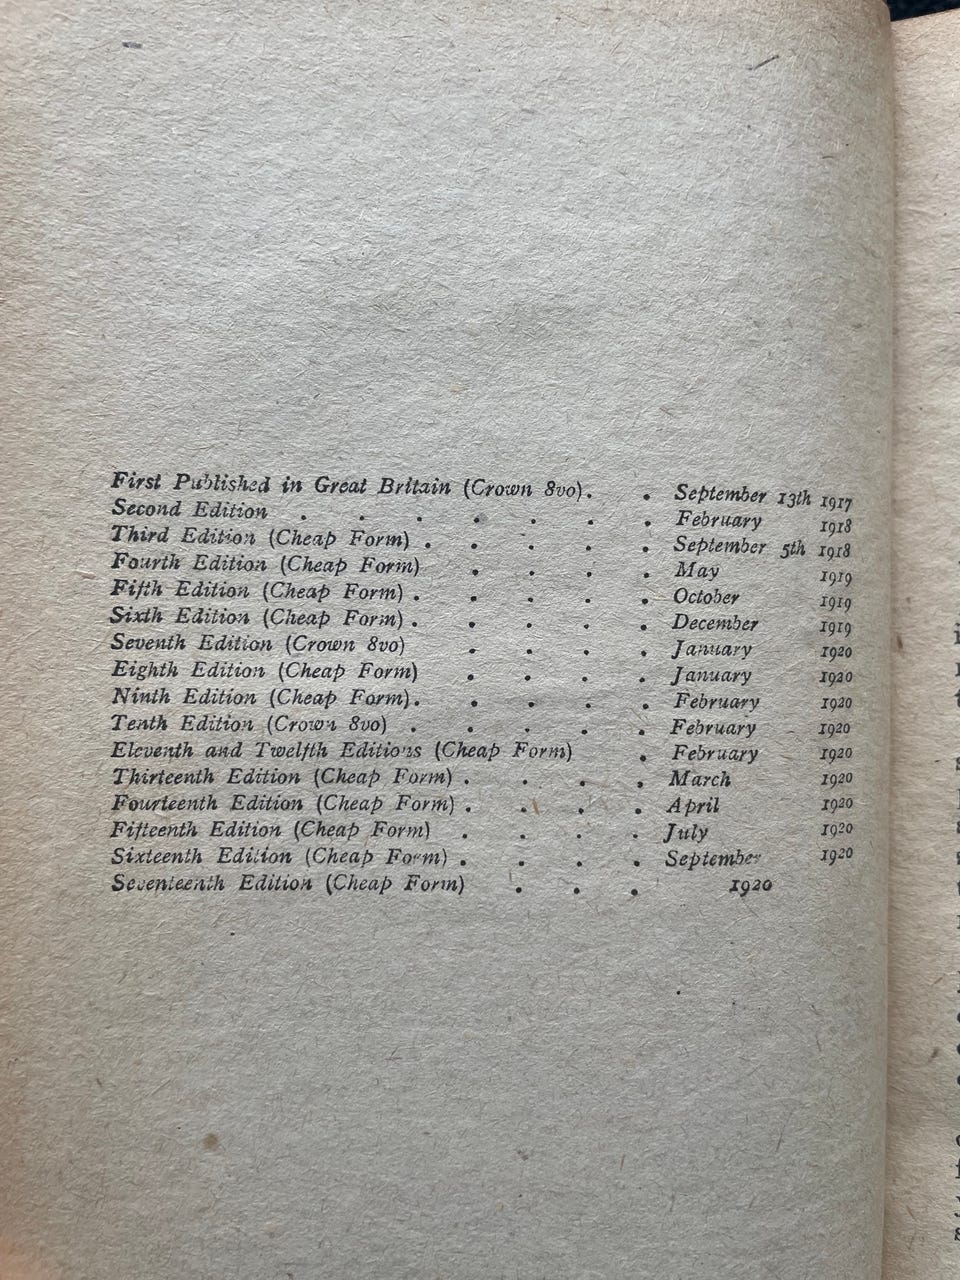 First Published in Great Britain (Crown 8vo). . September 13th 1917
Second Edition . . . . . . . February 1918
Third Edition (Cheap Form) . . . . . September 5th 1918
Fourth Edition (Cheap Form) . . . . May 1919
Fifth Edition (Cheap Form) . . . . . October 1919
Sixth Edition (Cheap Form) . . . . . December 1919
Seventh Edition (Crown 8vo) . . . . January 1920
Eighth Edition (Cheap Form) . . . . January 1920
Ninth Edition (Cheap Form) . . . . . February 1920
Tenth Edition (Crown 8vo) . . . . . February 1920
Eleventh and Twelfth Editions (Cheap Form) . February 1920
Thirteenth Edition (Cheap Form) . . . . March 1920
Fourteenth Edition (Cheap Form) . . . . April 1920
Fifteenth Edition (Cheap Form) . . . . July 1920
Sixteenth Edition (Cheap Form) . . . . September 1920
Seventeenth Edition (Cheap Form) . . . 1920